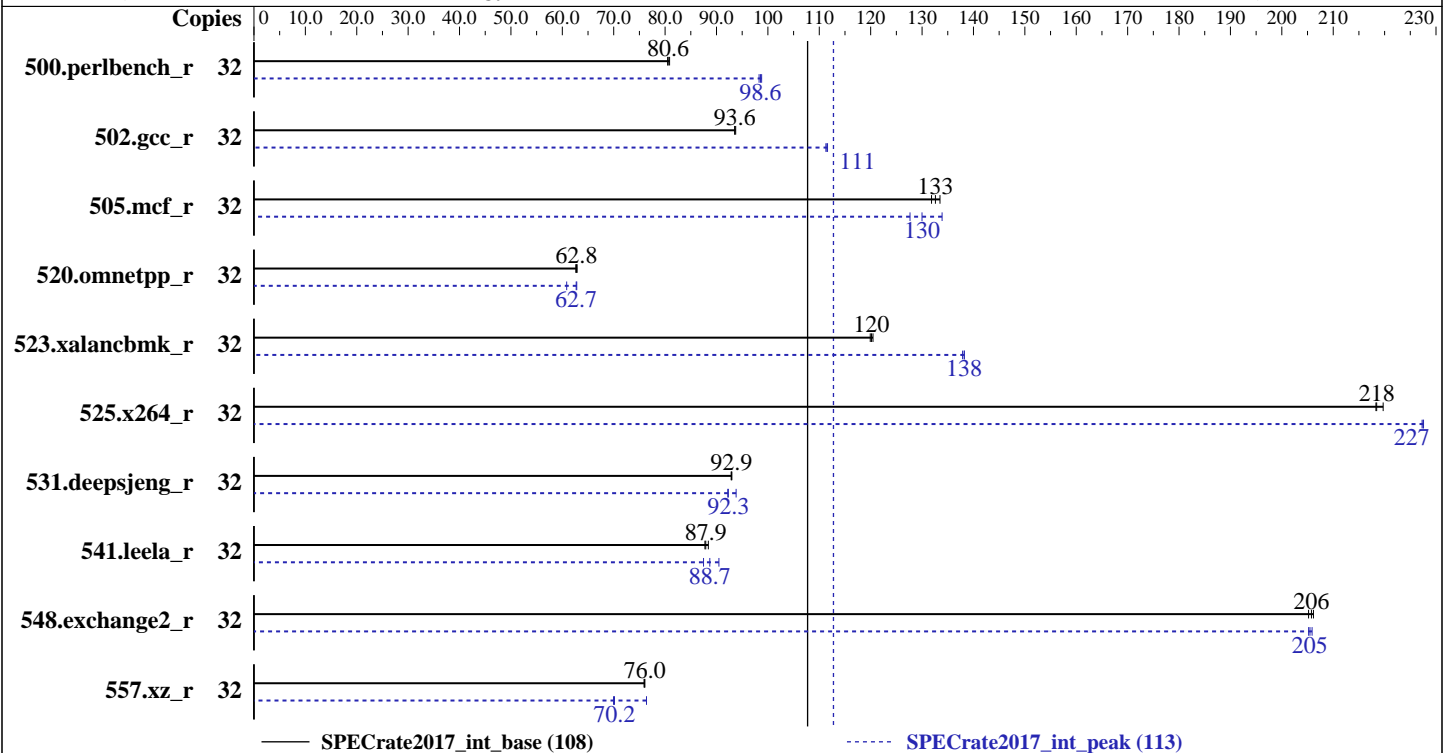 Copies 0 10.0 20.0 30.0 40.0 50.0 60.0 70.0 80.0 90.0 100 110 120 130 140 150 160 170 180 190 200 210 230
80.6
500.perlbench_r 32
98.6
93.6
502.gcc_r 32
111
133
505.mcf_r 32
130
62.8
520.omnetpp_r 32
62.7
120
523.xalancbmk_r 32
138
218
525.x264_r 32
227
92.9
531.deepsjeng_r 32
92.3
87.9
541.leela_r 32
88.7
206
548.exchange2_r 32
205
76.0
557.xz_r 32
70.2
SPECrate2017_int_base (108) SPECrate2017_int_peak (113)